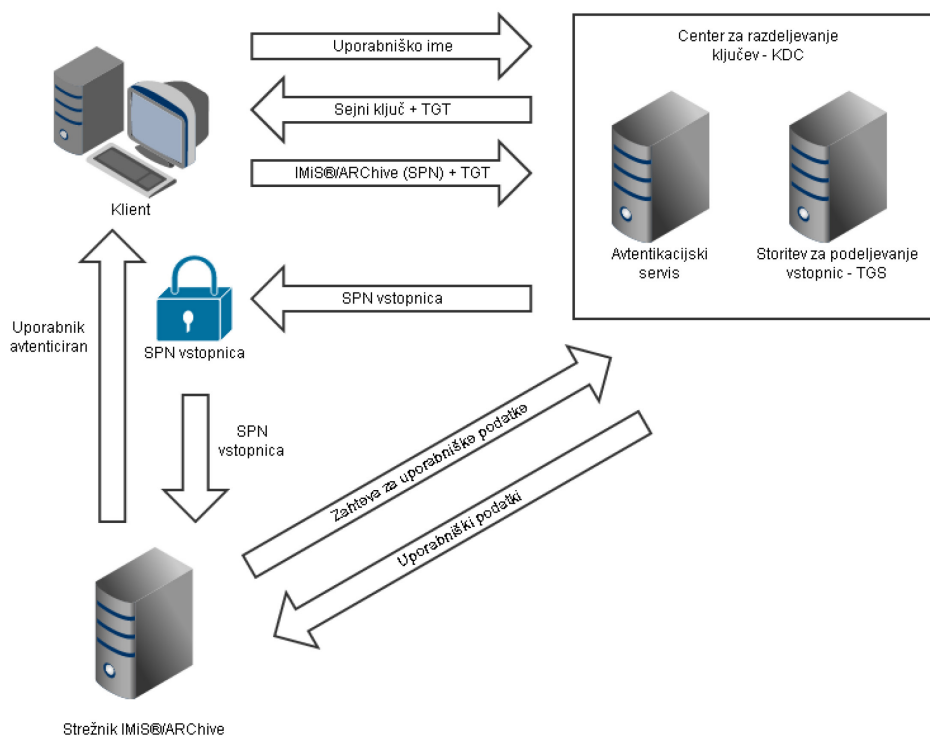 Uporabniško ime
Center za razdeljevanje
ključev - KDC
Sejni ključ + TGT
IMiS®/ARChive (SPN) + TGT
Klient
Avtentikacijski
servis
Storitev za podeljevanje
vstopnic - TGS
SPN vstopnica
Uporabnik
avtenticiran
SPN vstopnica
SPN
vstopnica
Zahteva za uporabniške podatke
Uporabniški podatki
Strežnik IMiS®/ARChive